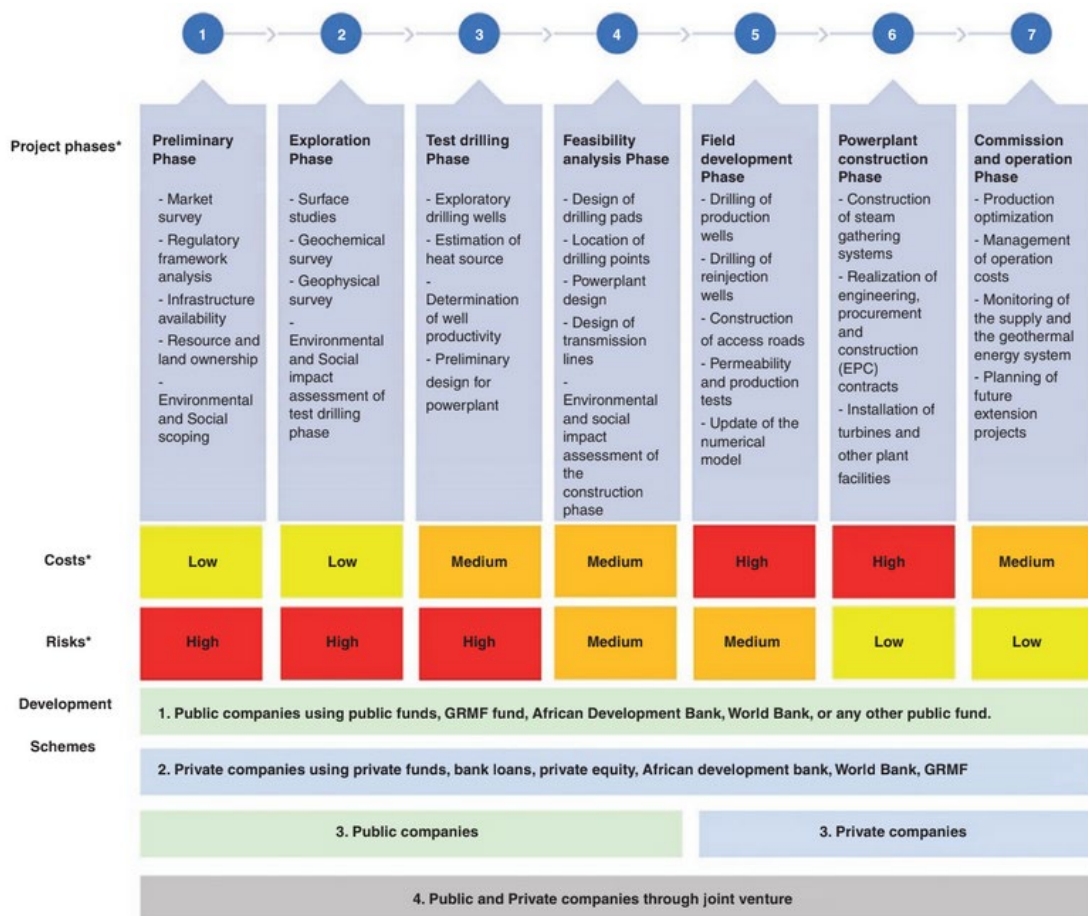 1
2
3
4
5
6
7
Project phases*
Preliminary
Phase
- Market
survey
- Regulatory
framework
analysis
- Infrastructure
availability
- Resource and
land ownership
-
Environmental
and Social
scoping
Exploration
Phase
- Surface
studies
- Geochemical
survey
- Geophysical
survey
-
Environmental
and Social
impact
assessment of
test drilling
phase
Test drilling
Phase
- Exploratory
drilling wells
- Estimation of
heat source
-
Determination
of well
productivity
- Preliminary
design for
powerplant
Feasibility
analysis Phase
- Design of
drilling pads
- Location of
drilling points
- Powerplant
design
- Design of
transmission
lines
-
Environmental
and social
impact
assessment of
the
construction
phase
Field
development
Phase
- Drilling of
production
wells
- Drilling of
reinjection
wells
- Construction
of access roads
- Permeability
and production
tests
- Update of the
numerical
model
Powerplant
construction
Phase
- Construction
of steam
gathering
systems
- Realization of
engineering,
procurement
and
construction
(EPC)
contracts
- Installation of
turbines and
other plant
facilities
Commission
and operation
Phase
- Production
optimization
- Management
of operation
costs
- Monitoring of
the supply and
the geothermal
energy system
- Planning of
future
extension
projects
Costs*
Low
Low
Medium
Medium
High
High
Medium
Risks*
High
High
High
Medium
Medium
Low
Low
Development
Schemes
1. Public companies using public funds, GRMF fund, African Development Bank, World Bank, or any other public fund.
2. Private companies using private funds, bank loans, private equity, African development bank, World Bank, GRMF
3. Public companies
3. Private companies
4. Public and Private companies through joint venture